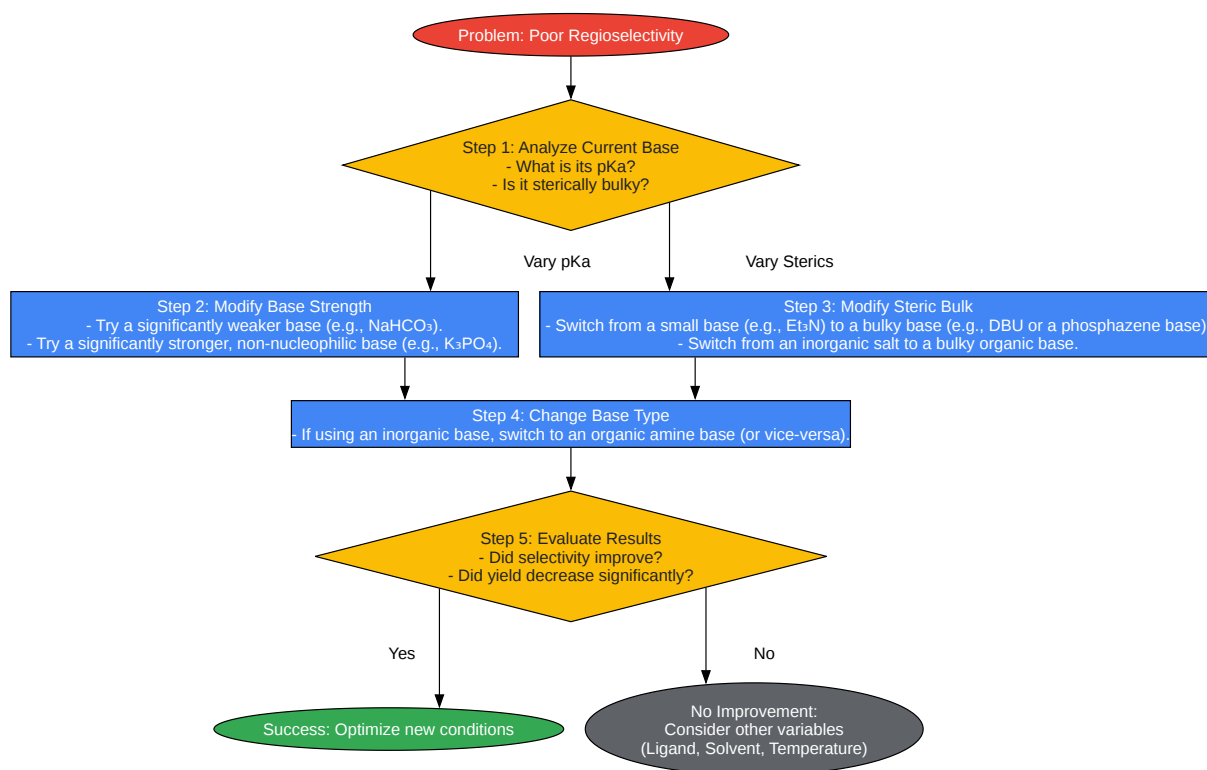 Problem: Poor Regioselectivity
Step 1: Analyze Current Base
- What is its pKa?
- Is it sterically bulky?
Vary pKa
Vary Sterics
Step 2: Modify Base Strength
- Try a significantly weaker base (e.g., NaHCO₃).
- Try a significantly stronger, non-nucleophilic base (e.g., K₃PO₄).
Step 3: Modify Steric Bulk
- Switch from a small base (e.g., Et₃N) to a bulky base (e.g., DBU or a phosphazene base)
- Switch from an inorganic salt to a bulky organic base.
Step 4: Change Base Type
- If using an inorganic base, switch to an organic amine base (or vice-versa).
Step 5: Evaluate Results
- Did selectivity improve?
- Did yield decrease significantly?
Yes
No
Success: Optimize new conditions
No Improvement:
Consider other variables
(Ligand, Solvent, Temperature)